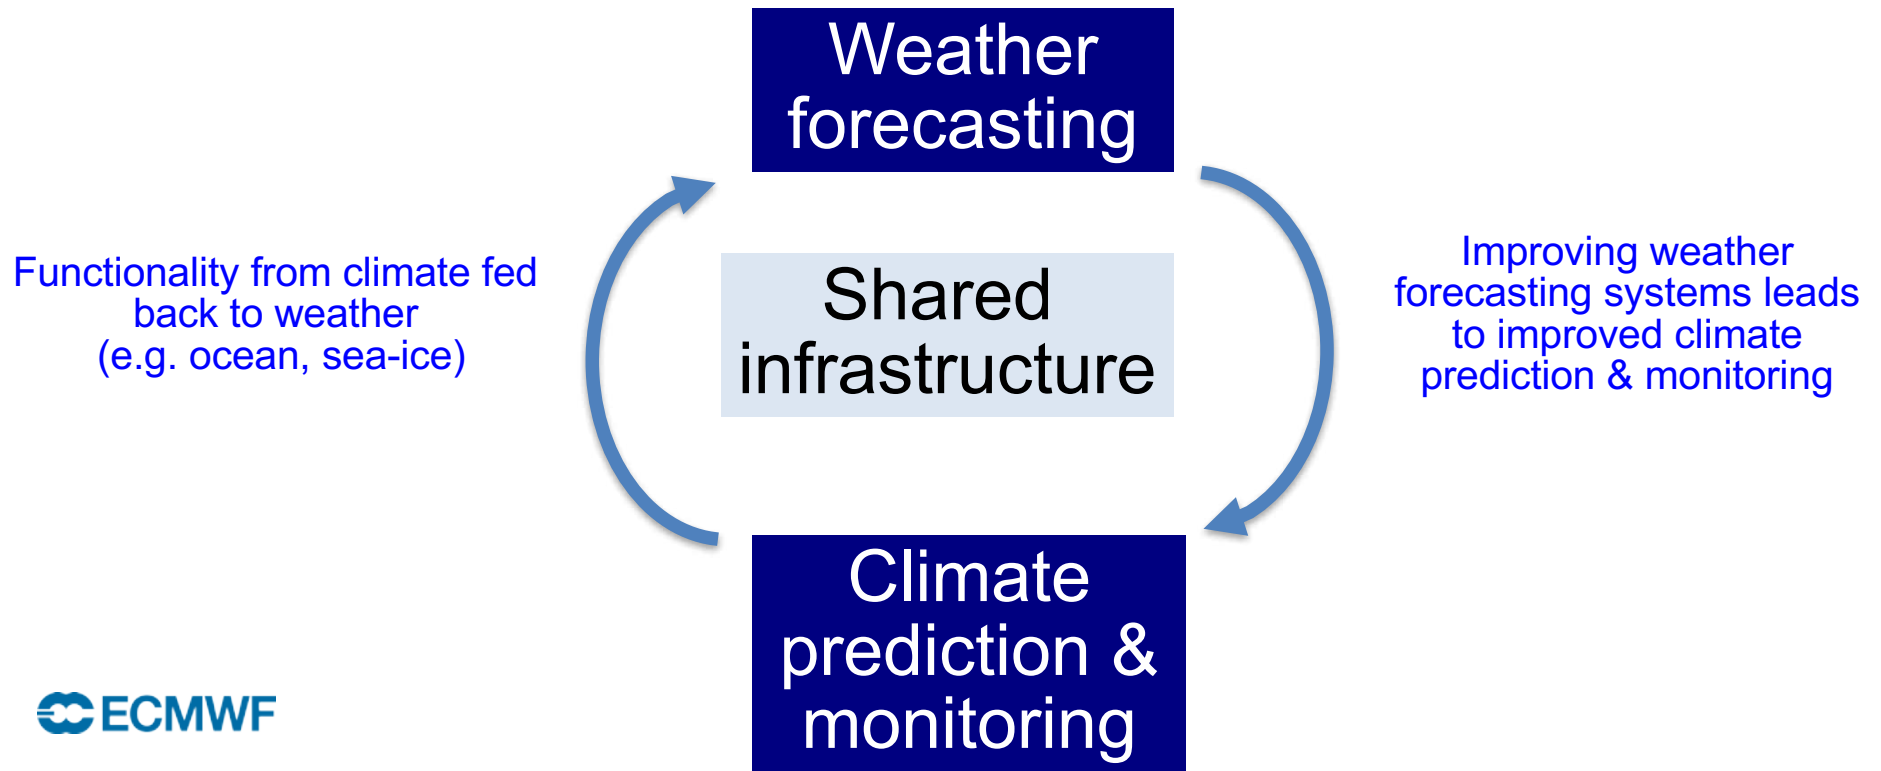 Weather
forecasting
Functionality from climate fed
back to weather
(e.g. ocean, sea-ice)
Shared
infrastructure
Improving weather
forecasting systems leads
to improved climate
prediction & monitoring
Climate
prediction &
monitoring
ECMWF